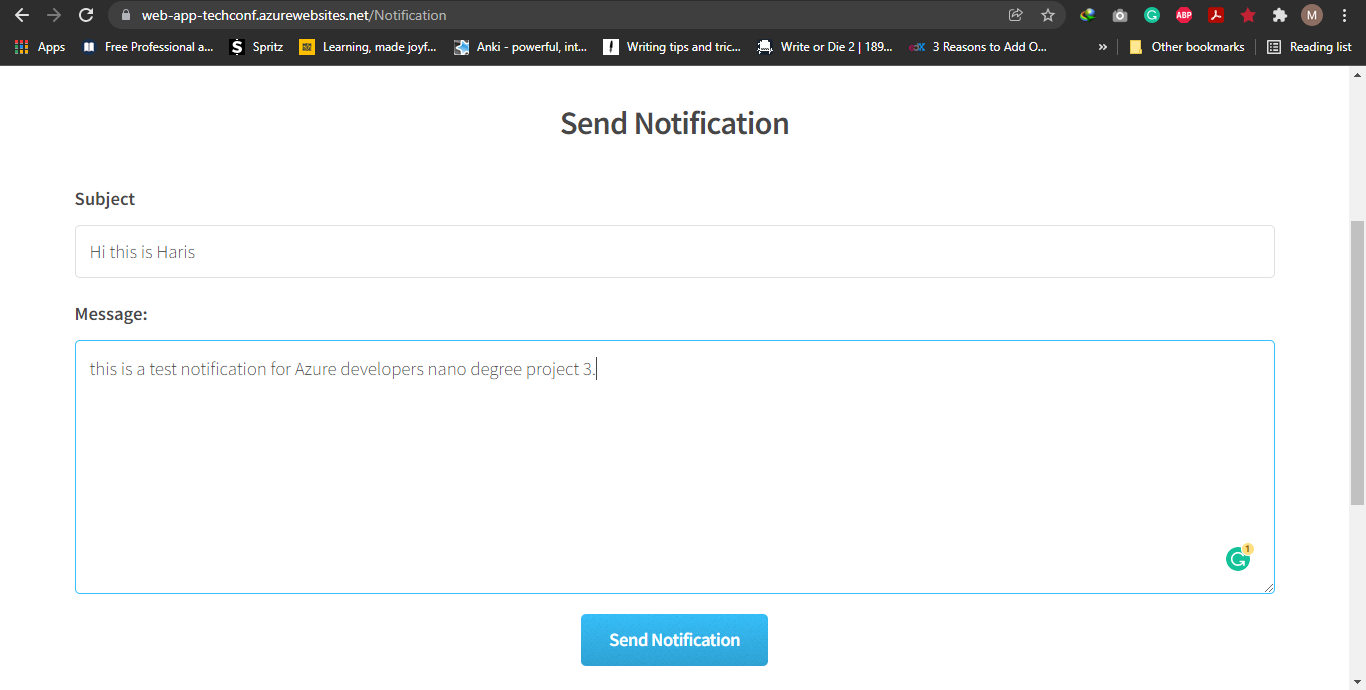 web-app-techconf.azurewebsites.net/Notification
ABP
M
Apps
Free Professional a...
Spritz
Learning, made joyf...
Anki - powerful, int...
Writing tips and tric...
Write or Die 2 | 189...
3 Reasons to Add O...
»
Other bookmarks
Reading list
Send Notification
Subject
Hi this is Haris
Message:
this is a test notification for Azure developers nano degree project 3.
1
Send Notification